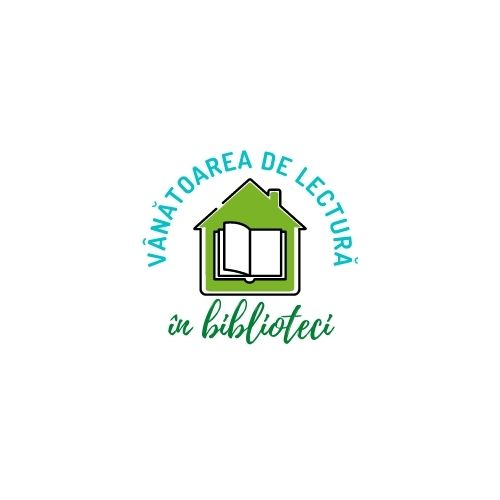 VÂNĂTOAREA DE LECTURĂ
în biblioteci